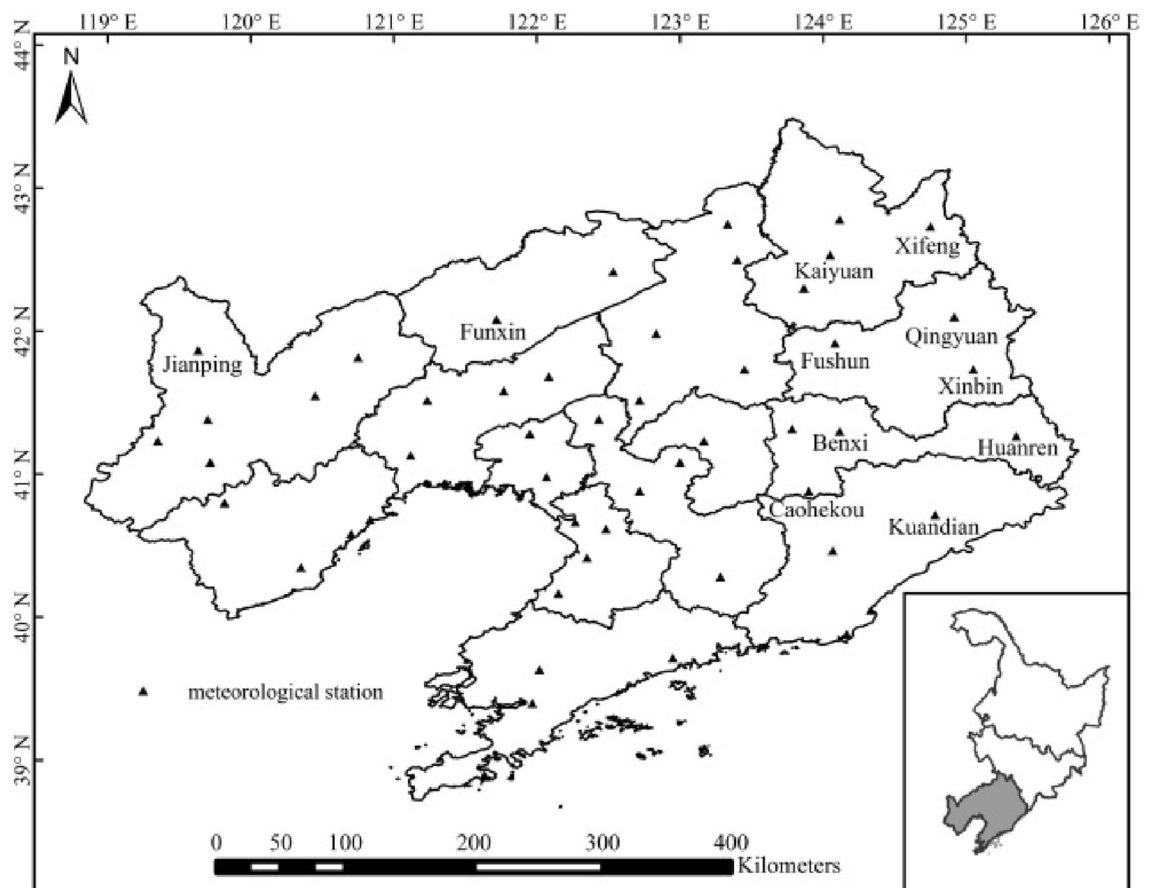 119° E 120° E 121° E 122° E 123° E 124° E 125° E 126° E
44° N
N
43° N
Xifeng
Kaiyuan
42° N
Funxin
Qingyuan
Jianping
Fushun
Xinbin
Benxi
Huanren
41° N
Caohekou
Kuandian
40° N
meteorological station
39° N
0 50 100 200 300 400
Kilometers